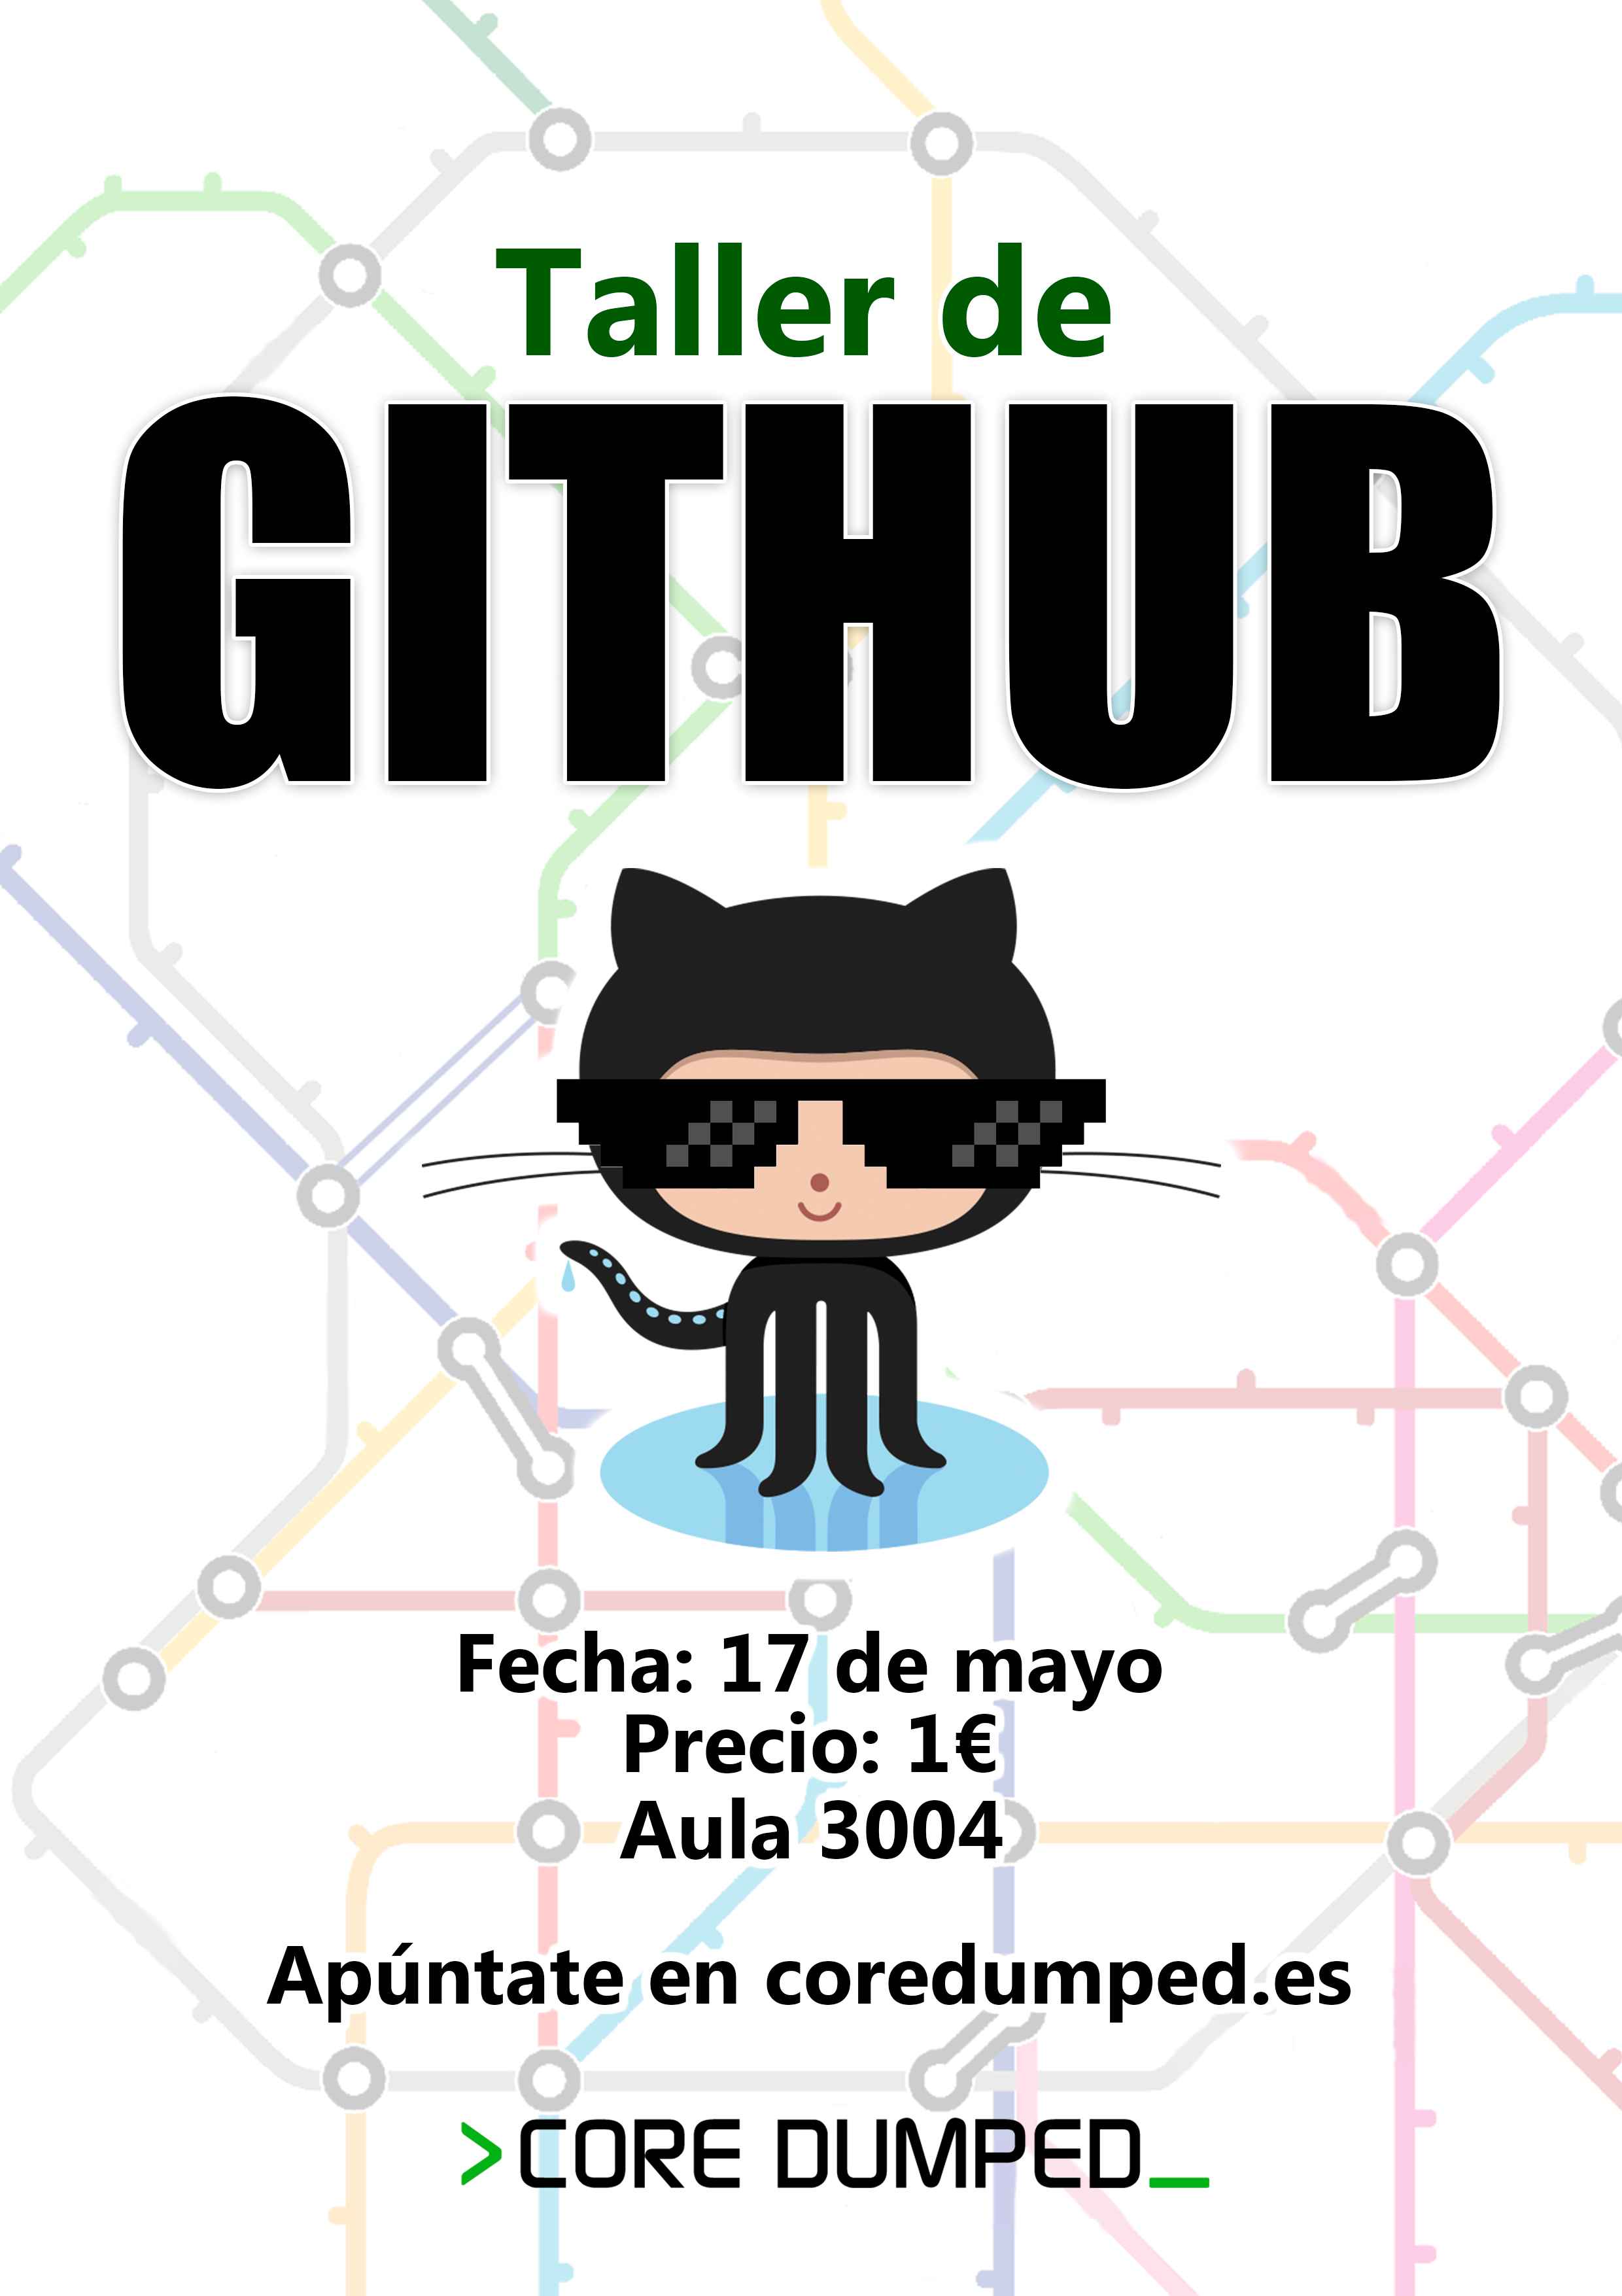 Taller de
GITHUB
Fecha: 17 de mayo
Precio: 1€
Aula 3004
Apúntate en coredumped.es
>CORE DUMPED_